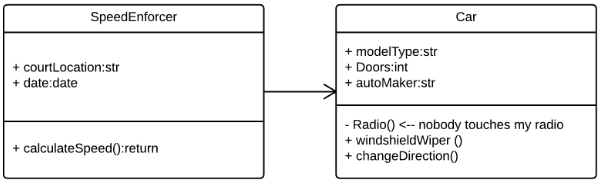 SpeedEnforcer
+ courtLocation:str
+ date:date
+ calculateSpeed():return
Car
+ modelType:str
+ Doors:int
+ autoMaker:str
- Radio() <-- nobody touches my radio
+ windshieldWiper ()
+ changeDirection()